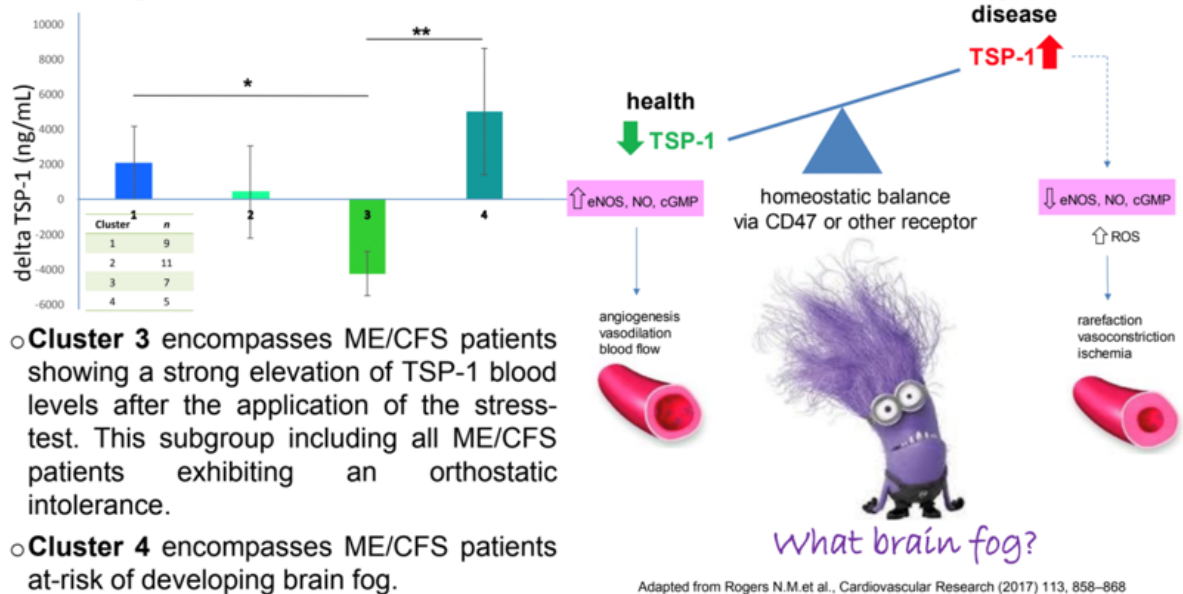 10000
8000
6000
4000
2000
0
-2000
-4000
-6000
delta TSP-1 (ng/mL)
*
**
1
2
3
4
Cluster n
1 9
2 11
3 7
4 5
○ Cluster 3 encompasses ME/CFS patients
showing a strong elevation of TSP-1 blood
levels after the application of the stress-
test. This subgroup including all ME/CFS
patients exhibiting an orthostatic
intolerance.
○ Cluster 4 encompasses ME/CFS patients
at-risk of developing brain fog.
disease
TSP-1
health
TSP-1
homeostatic balance
via CD47 or other receptor
eNOS, NO, cGMP
angiogenesis
vasodilation
blood flow
eNOS, NO, cGMP
ROS
rarefaction
vasoconstriction
ischemia
What brain fog?
Adapted from Rogers N.M.et al., Cardiovascular Research (2017) 113, 858–868